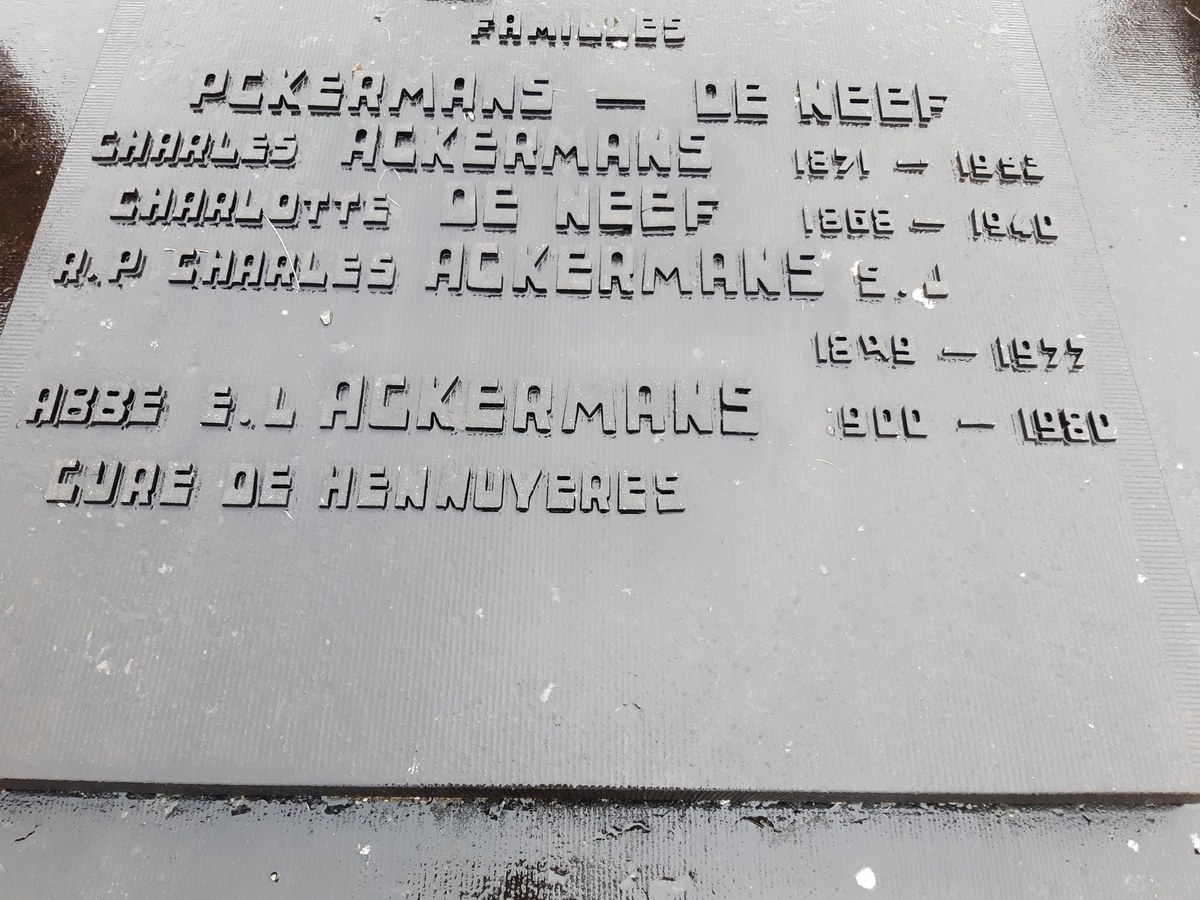 FAMILLES
ACKERMANS — DE NEEF
CHARLES ACKERMANS 1871 — 1933
CHARLOTTE DE NEEF 1868 — 1940
R.P CHARLES ACKERMANS S.J
1899 — 1977
ABBE E.L ACKERMANS 1900 — 1980
CURE DE HENNUYERES